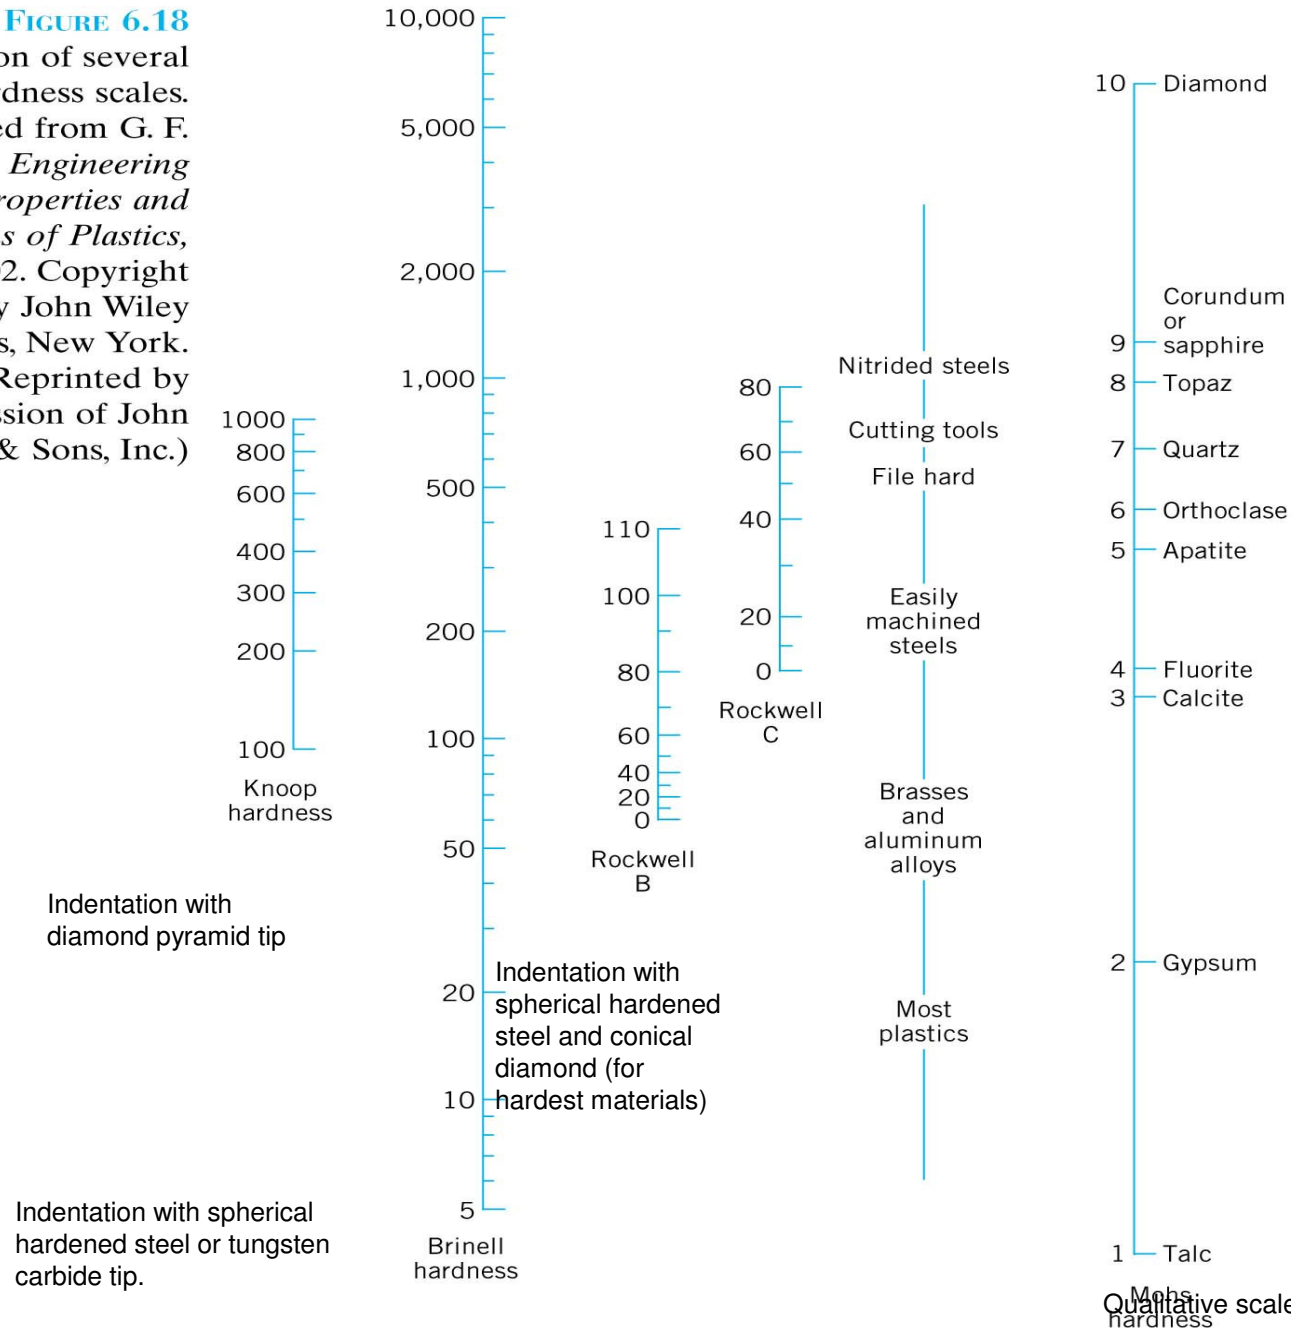 FIGURE 6.18
on of several
rdness scales.
ed from G. F.
Engineering
roperties and
s of Plastics,
02. Copyright
y John Wiley
s, New York.
Reprinted by
ssion of John
& Sons, Inc.)
1000
800
600
400
300
200
100
Knoop
hardness
Indentation with
diamond pyramid tip
10,000
5,000
2,000
1,000
500
200
100
50
20
10
5
Brinell
hardness
Indentation with spherical
hardened steel or tungsten
carbide tip.
110
100
80
60
40
20
0
Rockwell
B
Indentation with
spherical hardened
steel and conical
diamond (for
hardest materials)
80
60
40
20
0
Rockwell
C
Nitrided steels
Cutting tools
File hard
Easily
machined
steels
Brasses
and
aluminum
alloys
Most
plastics
10 Diamond
Corundum
or
9 sapphire
8 Topaz
7 Quartz
6 Orthoclase
5 Apatite
4 Fluorite
3 Calcite
2 Gypsum
1 Talc
Mohs
hardness
Qualitative scale